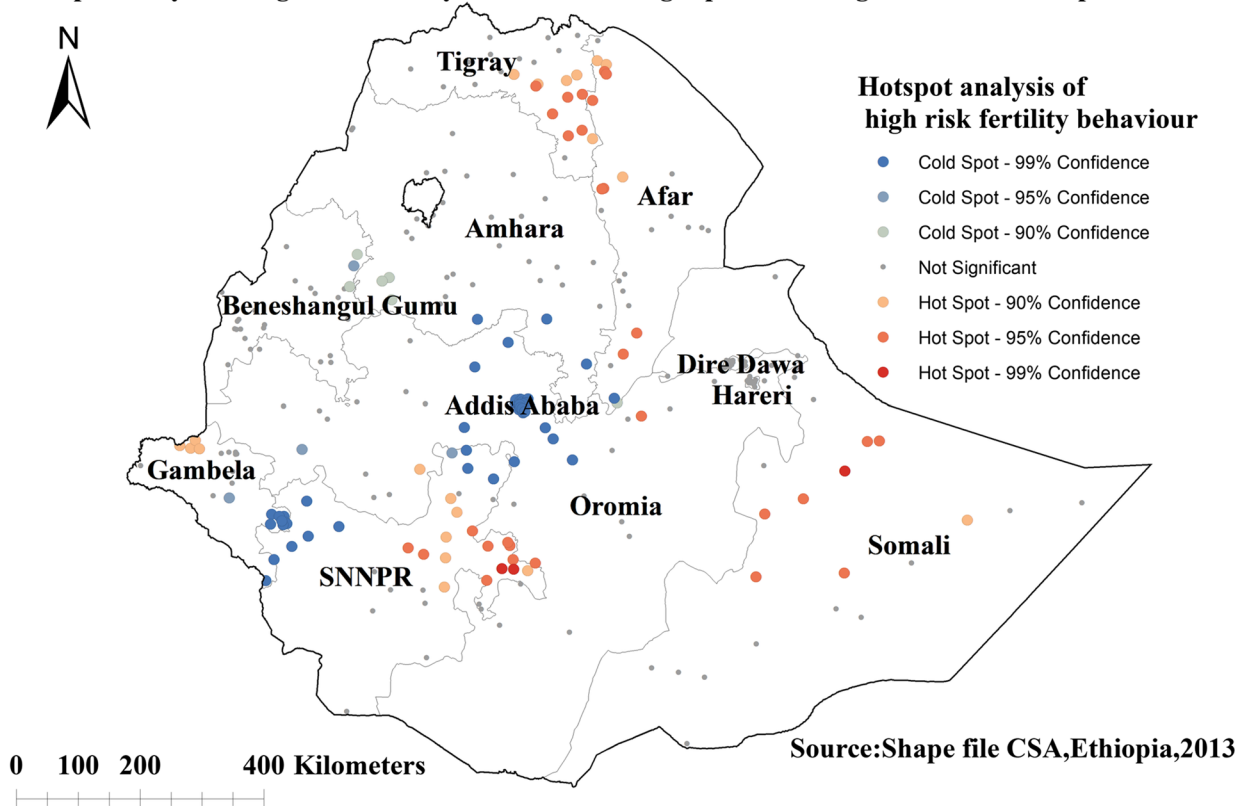 N
Tigray
Afar
Amhara
Beneshangul Gumu
Dire Dawa
Hareri
Addis Ababa
Gambela
Oromia
Somali
SNNPR
Hotspot analysis of
high risk fertility behaviour
Cold Spot - 99% Confidence
Cold Spot - 95% Confidence
Cold Spot - 90% Confidence
Not Significant
Hot Spot - 90% Confidence
Hot Spot - 95% Confidence
Hot Spot - 99% Confidence
Source:Shape file CSA,Ethiopia,2013
0 100 200 400 Kilometers